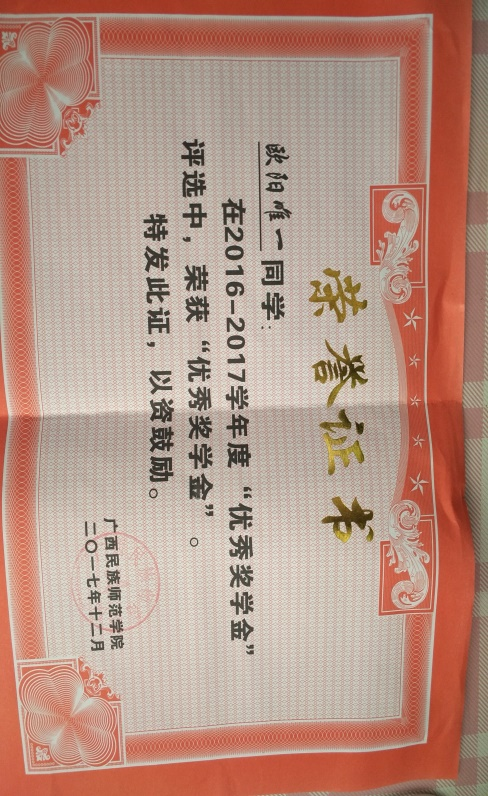 荣誉证书
欧阳唯一同学:
在2016-2017学年度“优秀奖学金”
评选中，荣获“优秀奖学金”。
特发此证，以资鼓励。
广西民族师范学院
二〇一七年十二月